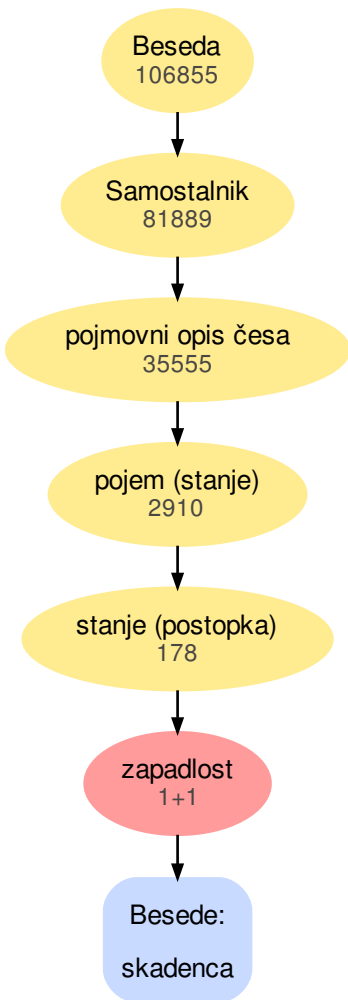 Beseda
106855
Samostalnik
81889
pojmovni opis česa
35555
pojem (stanje)
2910
stanje (postopka)
178
zapadlost
1+1
Besede:
skadenca